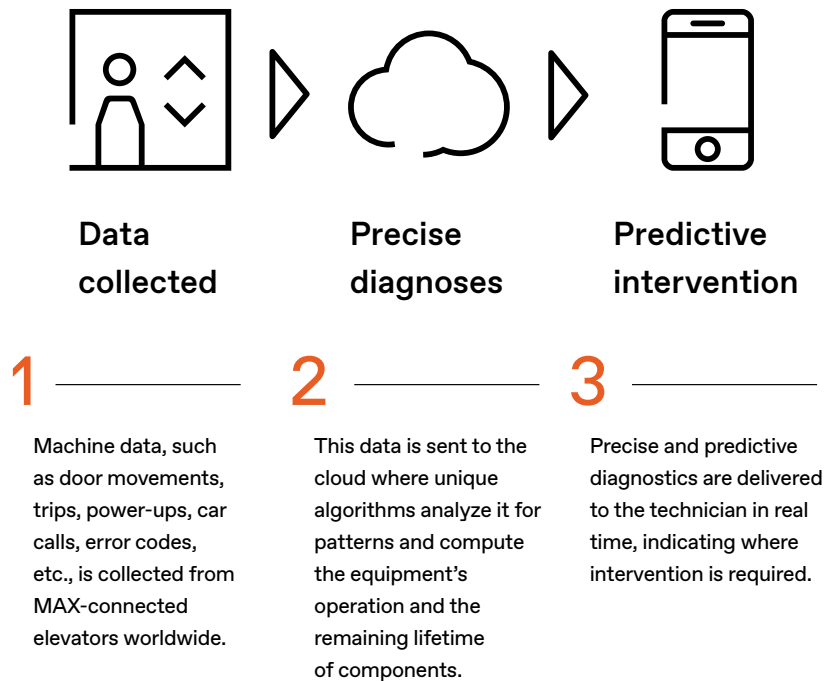 Data
collected
Precise
diagnoses
Predictive
intervention
1
Machine data, such
as door movements,
trips, power-ups, car
calls, error codes,
etc., is collected from
MAX-connected
elevators worldwide.
2
This data is sent to the
cloud where unique
algorithms analyze it for
patterns and compute
the equipment’s
operation and the
remaining lifetime
of components.
3
Precise and predictive
diagnostics are delivered
to the technician in real
time, indicating where
intervention is required.